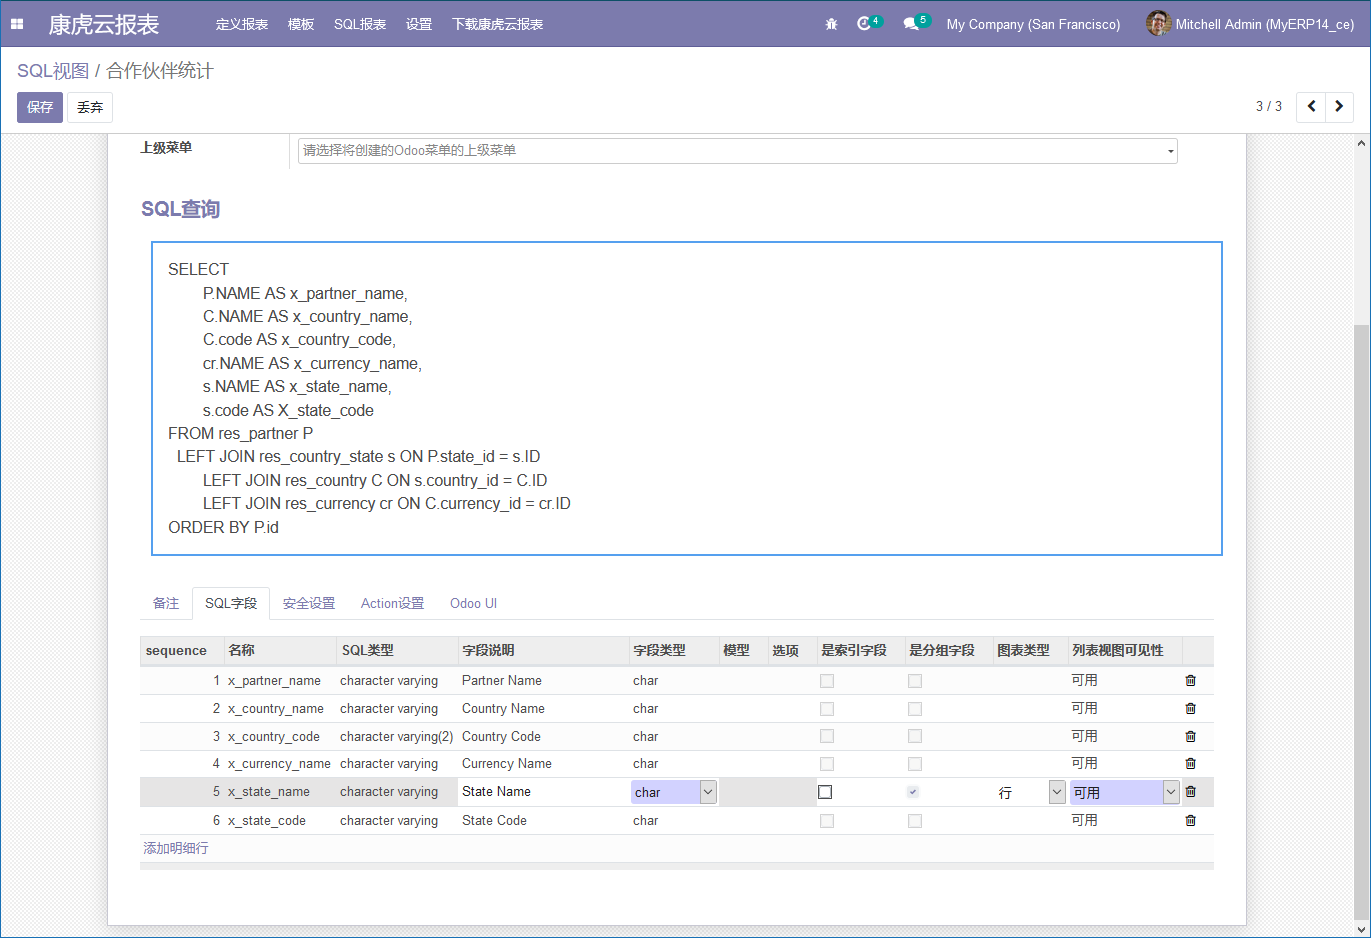 康虎云报表 定义报表 模板 SQL报表 设置 下载康虎云报表 4 5 My Company (San Francisco) Mitchell Admin (MyERP14_ce)
SQL视图 / 合作伙伴统计
保存 丢弃 3 / 3
上级菜单 请选择将创建的Odoo菜单的上级菜单
SQL查询
SELECT
P.NAME AS x_partner_name,
C.NAME AS x_country_name,
C.code AS x_country_code,
cr.NAME AS x_currency_name,
s.NAME AS x_state_name,
s.code AS X_state_code
FROM res_partner P
LEFT JOIN res_country_state s ON P.state_id = s.ID
LEFT JOIN res_country C ON s.country_id = C.ID
LEFT JOIN res_currency cr ON C.currency_id = cr.ID
ORDER BY P.id
备注 SQL字段 安全设置 Action设置 Odoo UI
sequence 名称 SQL类型 字段说明 字段类型 模型 选项 是索引字段 是分组字段 图表类型 列表视图可见性
1 x_partner_name character varying Partner Name char 可用
2 x_country_name character varying Country Name char 可用
3 x_country_code character varying(2) Country Code char 可用
4 x_currency_name character varying Currency Name char 可用
5 x_state_name character varying State Name char 行 可用
6 x_state_code character varying State Code char 可用
添加明细行